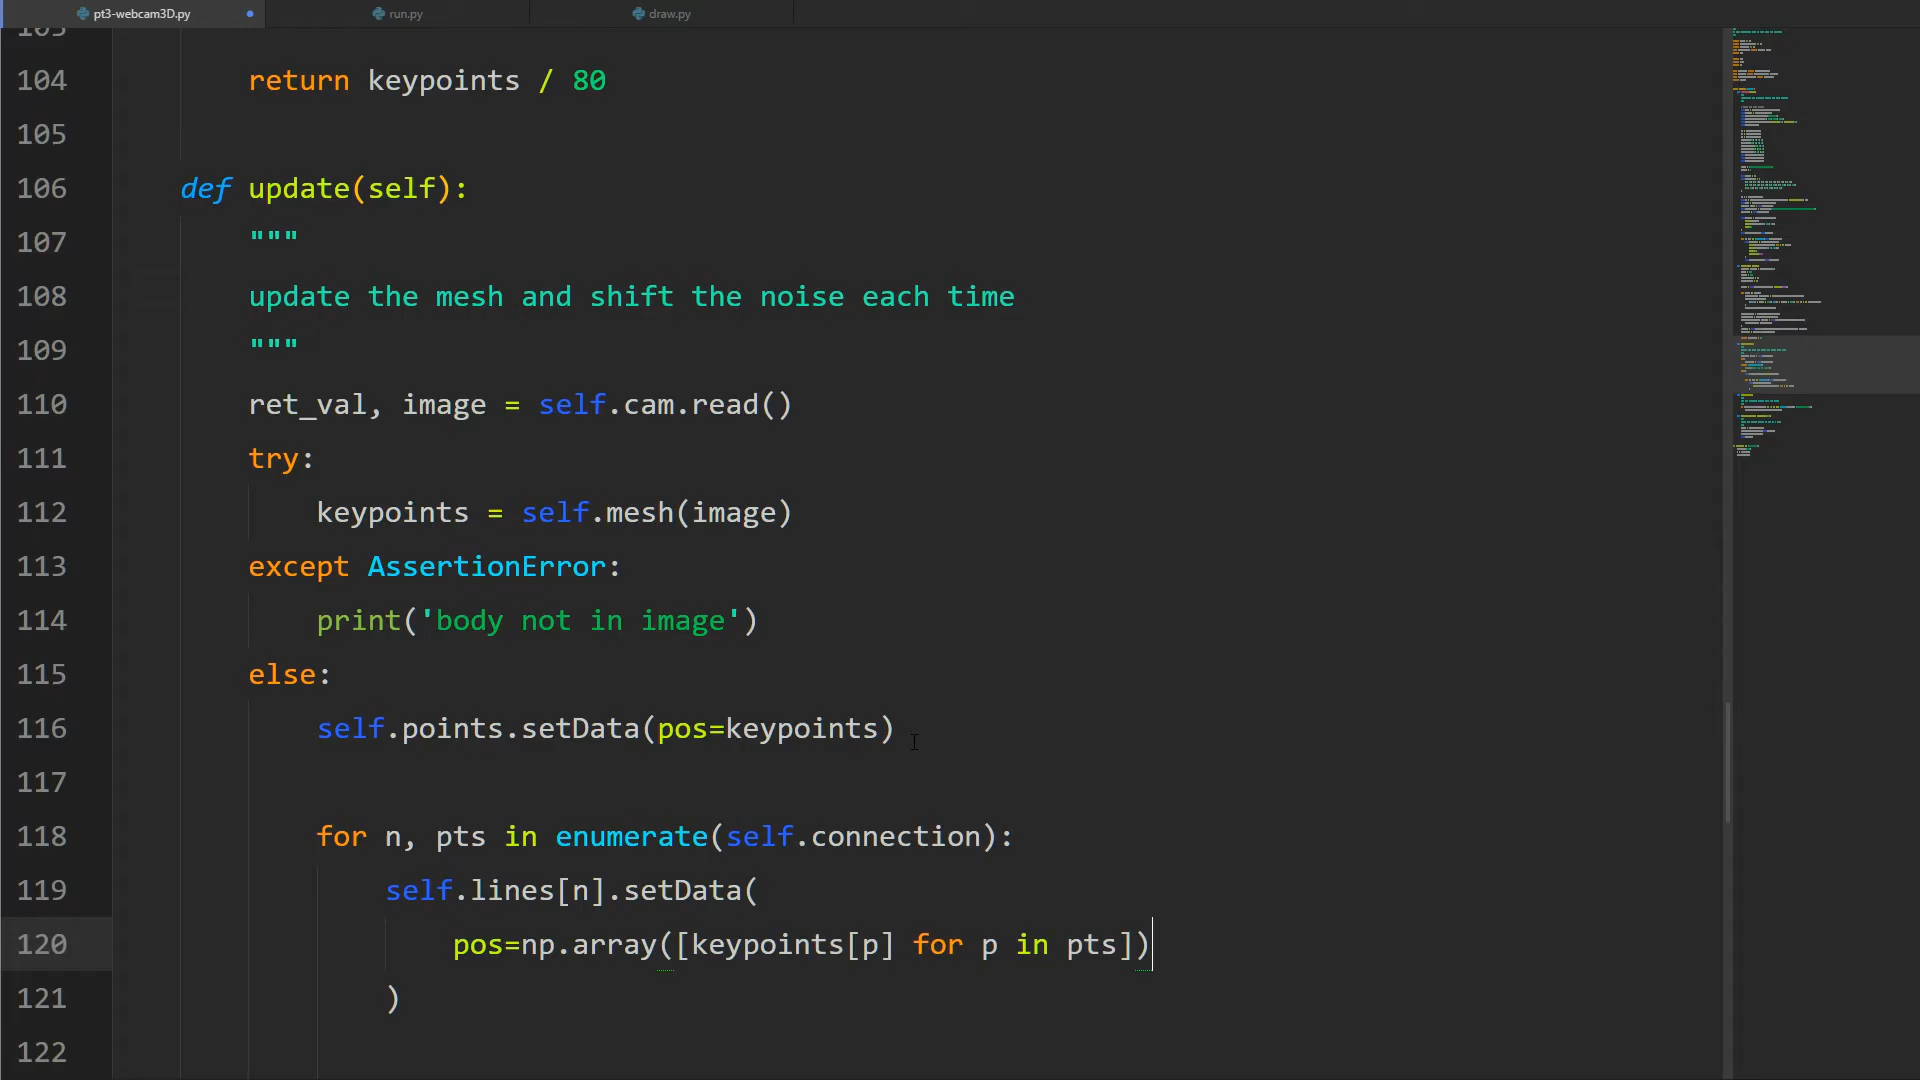 pt3-webcam3D.py run.py draw.py
104 return keypoints / 80
105
106 def update(self):
107 """
108 update the mesh and shift the noise each time
109 """
110 ret_val, image = self.cam.read()
111 try:
112 keypoints = self.mesh(image)
113 except AssertionError:
114 print('body not in image')
115 else:
116 self.points.setData(pos=keypoints)
117
118 for n, pts in enumerate(self.connection):
119 self.lines[n].setData(
120 pos=np.array([keypoints[p] for p in pts])
121 )
122